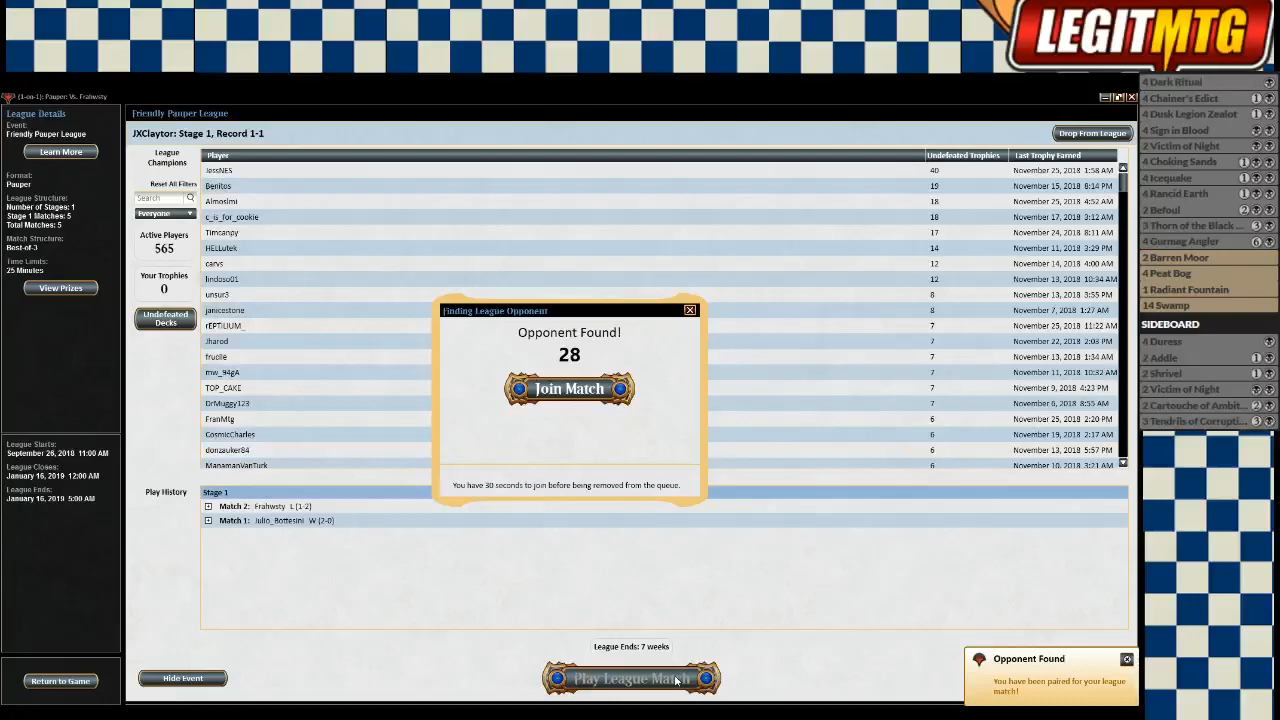 LEGITMTG
(1-on-1): Pauper: Vs. Frahwsty
League Details
Event:
Friendly Pauper League
Learn More
Format:
Pauper
League Structure:
Number of Stages: 1
Stage 1 Matches: 5
Total Matches: 5
Match Structure:
Best-of-3
Time Limits:
25 Minutes
View Prizes
League Starts:
September 26, 2018 11:00 AM
League Closes:
January 16, 2019 12:00 AM
League Ends:
January 16, 2019 5:00 AM
Return to Game
Friendly Pauper League
JXClaytor: Stage 1, Record 1-1
Drop From League
League
Champions
Reset All Filters
Search
Everyone
Active Players
565
Your Trophies
0
Undefeated
Decks
Player Undefeated Trophies Last Trophy Earned
JessNES 40 November 25, 2018 1:58 AM
Benitos 19 November 15, 2018 8:14 PM
Almoslmi 18 November 25, 2018 4:52 AM
c_is_for_cookie 18 November 17, 2018 3:12 AM
Timcanpy 17 November 24, 2018 8:11 AM
HELLutek 14 November 11, 2018 3:29 PM
carvs 12 November 14, 2018 4:00 AM
lindoso01 12 November 13, 2018 10:34 AM
unsur3 8 November 13, 2018 3:55 PM
janicestone 8 November 7, 2018 1:27 AM
rEPTILIUM_ 7 November 25, 2018 11:22 AM
Jharod 7 November 22, 2018 2:03 PM
frucile 7 November 13, 2018 1:34 AM
mw_94gA 7 November 11, 2018 10:32 AM
TOP_CAKE 7 November 9, 2018 4:23 PM
DrMuggy123 7 November 6, 2018 8:55 AM
FranMtg 6 November 25, 2018 2:20 PM
CosmicCharles 6 November 19, 2018 2:17 AM
donzauker84 6 November 13, 2018 5:57 PM
ManamanVanTurk 6 November 10, 2018 3:21 AM
Finding League Opponent
Opponent Found!
28
Join Match
You have 30 seconds to join before being removed from the queue.
Play History
Stage 1
Match 2: Frahwsty L (1-2)
Match 1: Julio_Bottesini W (2-0)
League Ends: 7 weeks
Hide Event
Play League Match
Opponent Found
You have been paired for your league
match!
4 Dark Ritual
4 Chainer's Edict 1
4 Dusk Legion Zealot 1
4 Sign in Blood
2 Victim of Night
4 Choking Sands 1
4 Icequake 1
4 Rancid Earth 1
2 Befoul 2
3 Thorn of the Black ... 3
4 Gurmag Angler 6
2 Barren Moor
4 Peat Bog
1 Radiant Fountain
14 Swamp
SIDEBOARD
4 Duress
2 Addle 1
2 Shrivel 1
2 Victim of Night
2 Cartouche of Ambit... 2
3 Tendrils of Corrupti... 3